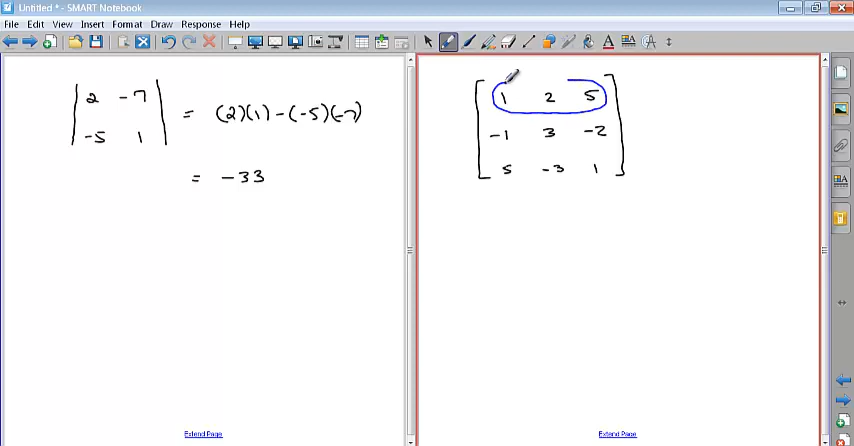 Untitled * - SMART Notebook
File Edit View Insert Format Draw Response Help
2 -7
-5 1
= (2)(1) - (-5)(-7)
= -33
Extend Page
1 2 5
-1 3 -2
5 -3 1
Extend Page